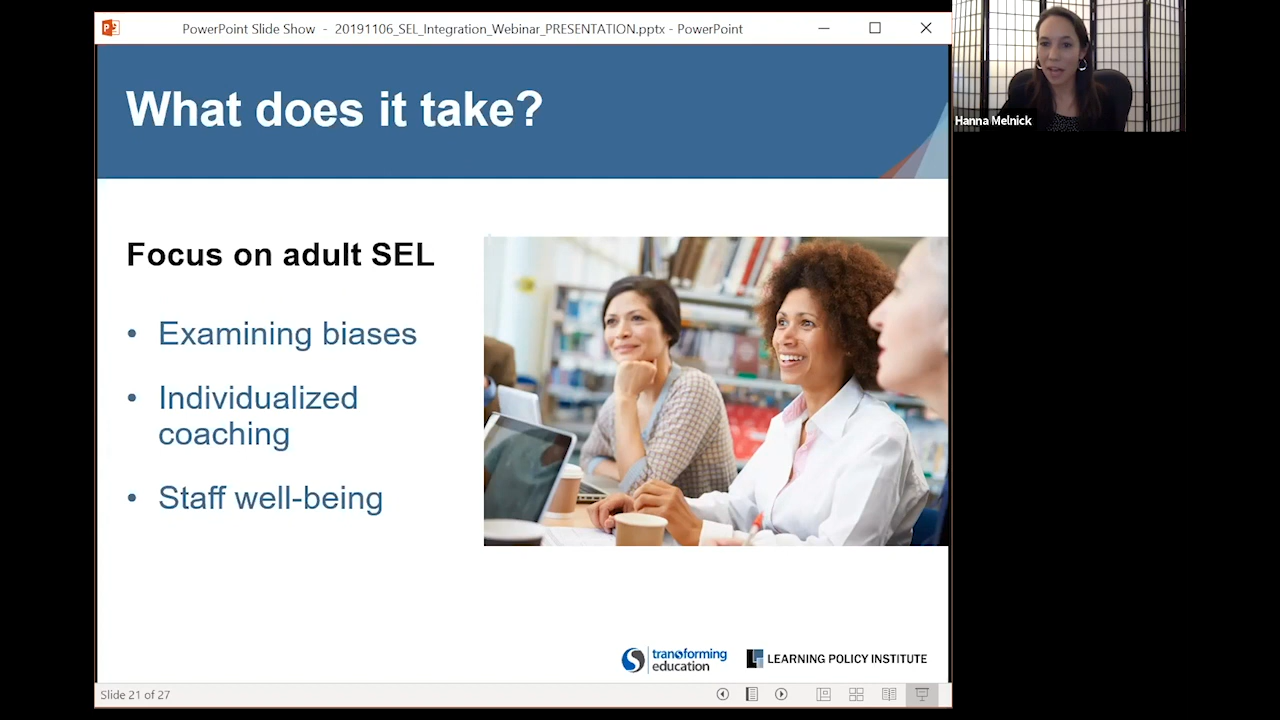 PowerPoint Slide Show - 20191106_SEL_Integration_Webinar_PRESENTATION.pptx - PowerPoint
Hanna Melnick
What does it take?
Focus on adult SEL
• Examining biases
• Individualized
coaching
• Staff well-being
transforming
education
LEARNING POLICY INSTITUTE
Slide 21 of 27